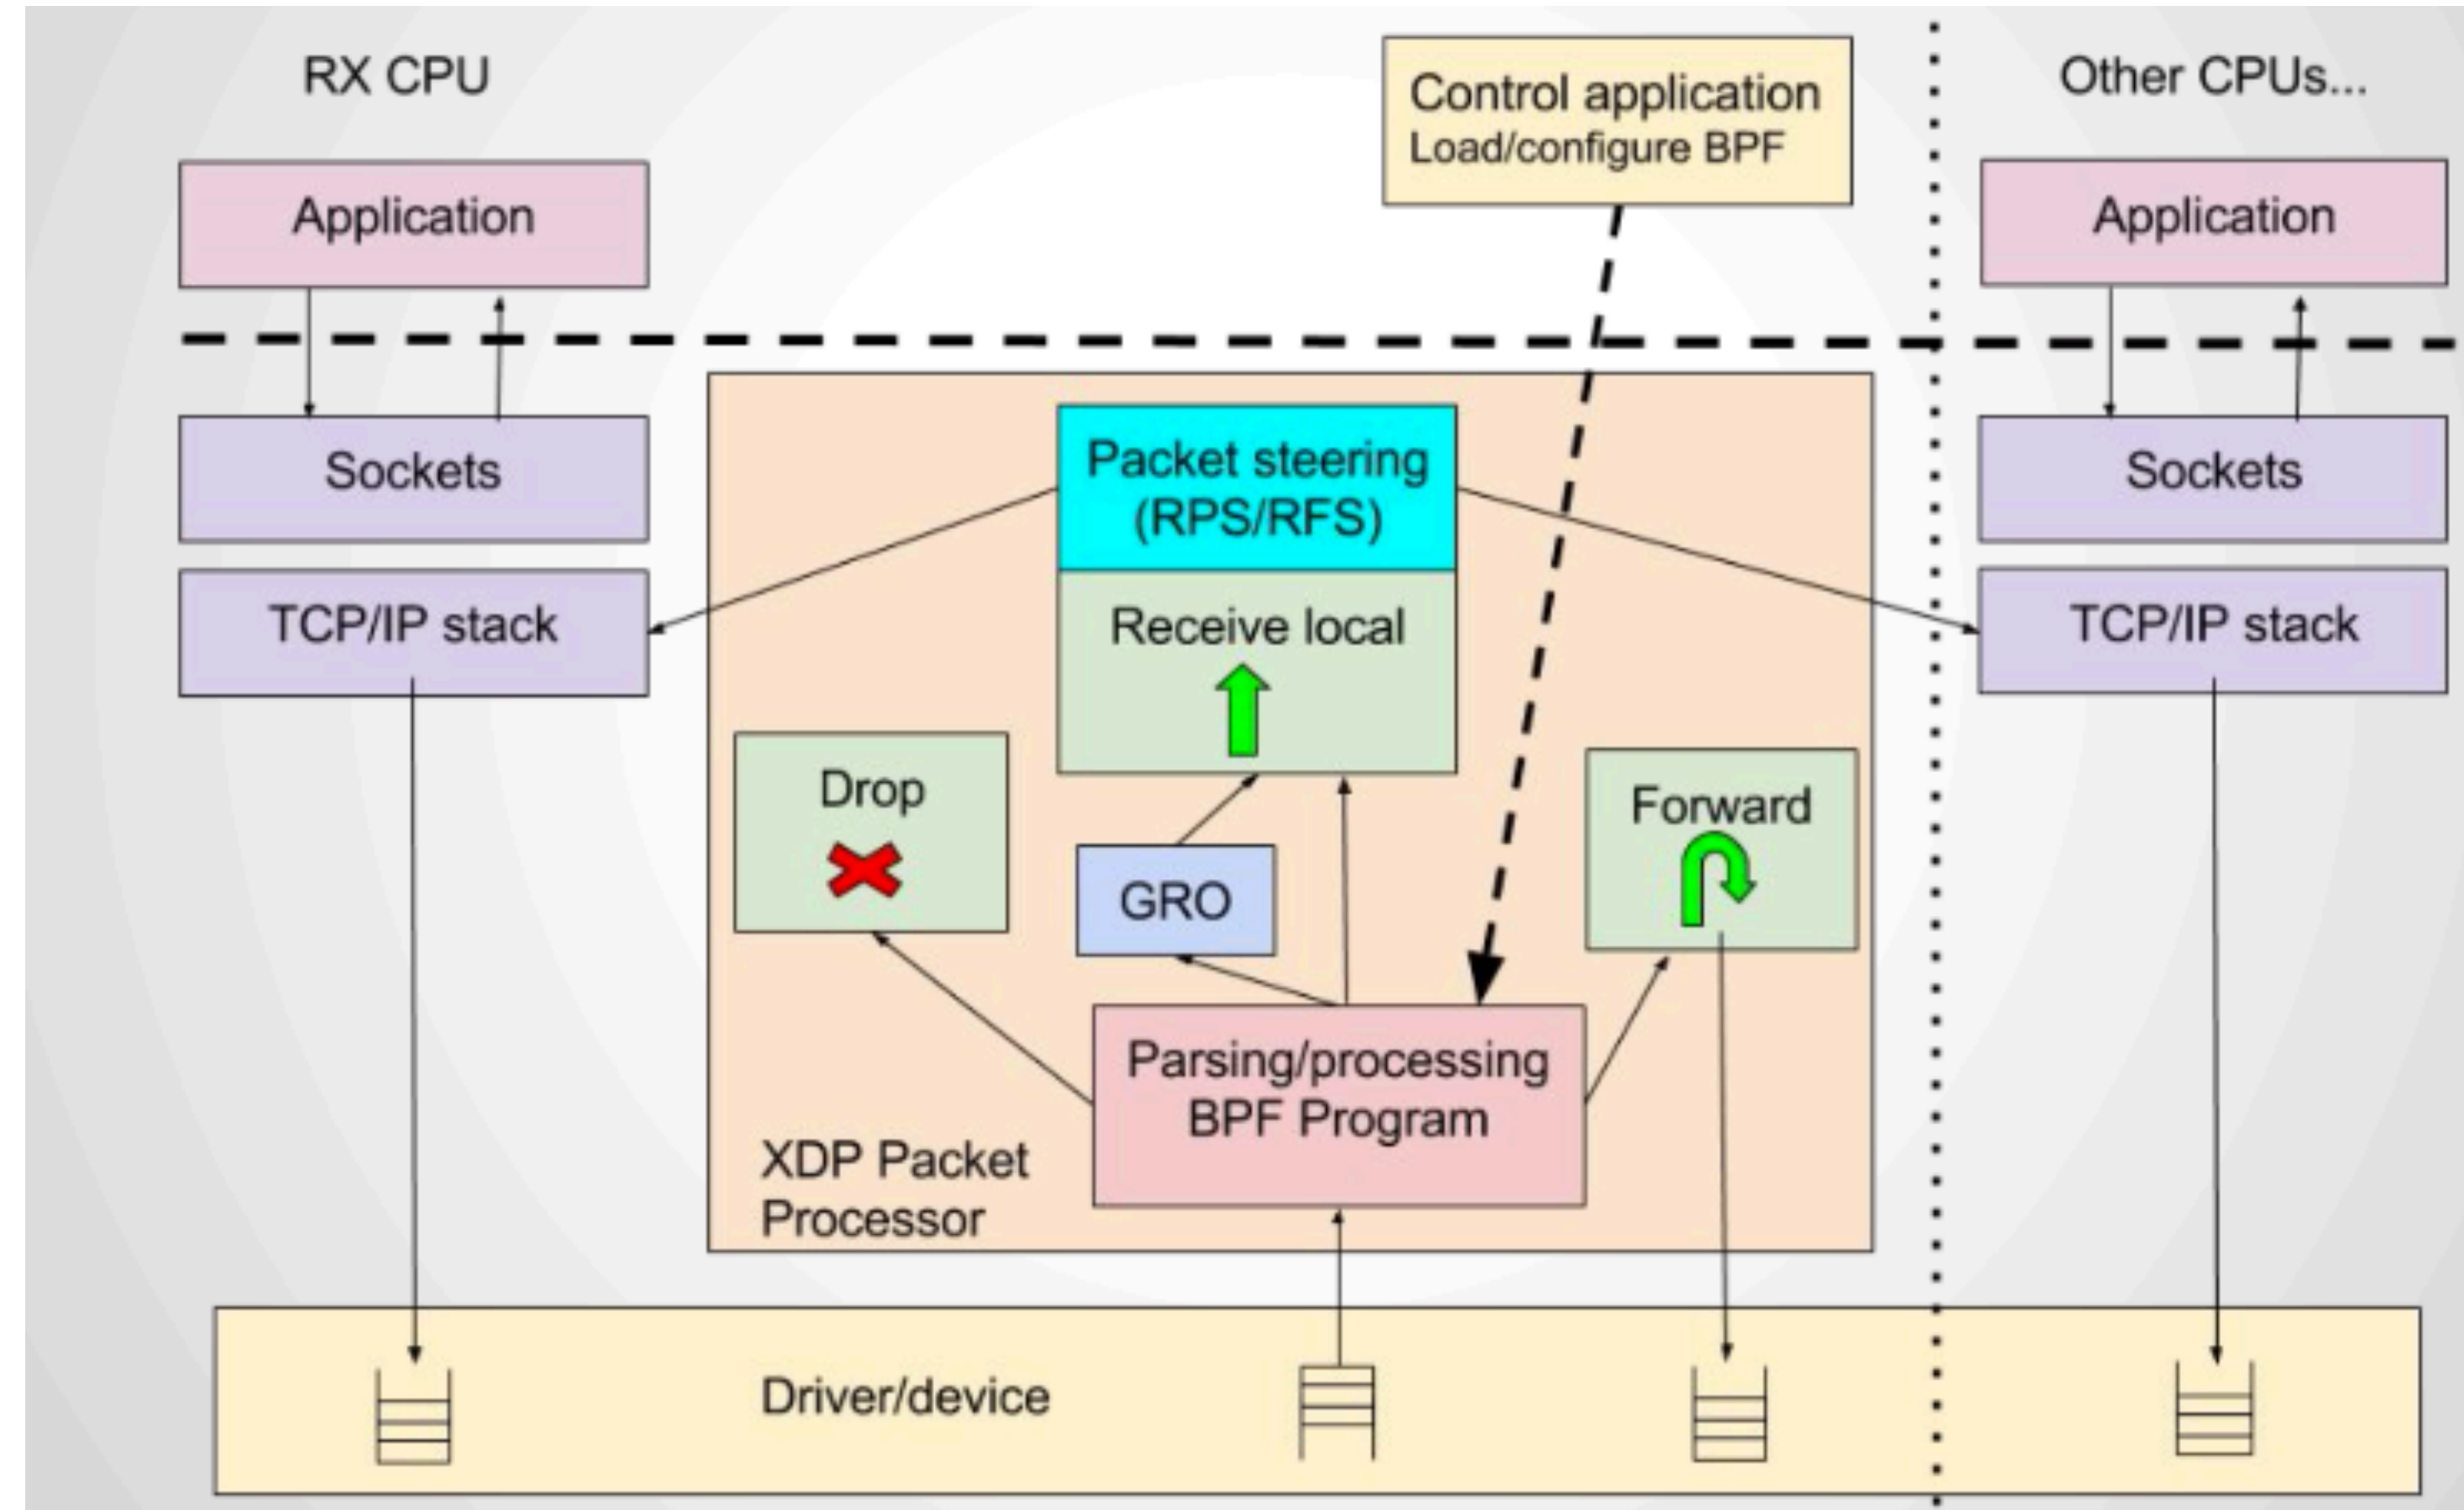 RX CPU
Control application
Load/configure BPF
Other CPUs...
Application
Application
Sockets
Packet steering
(RPS/RFS)
Sockets
TCP/IP stack
Receive local
TCP/IP stack
Drop
Forward
GRO
Parsing/processing
BPF Program
XDP Packet
Processor
Driver/device